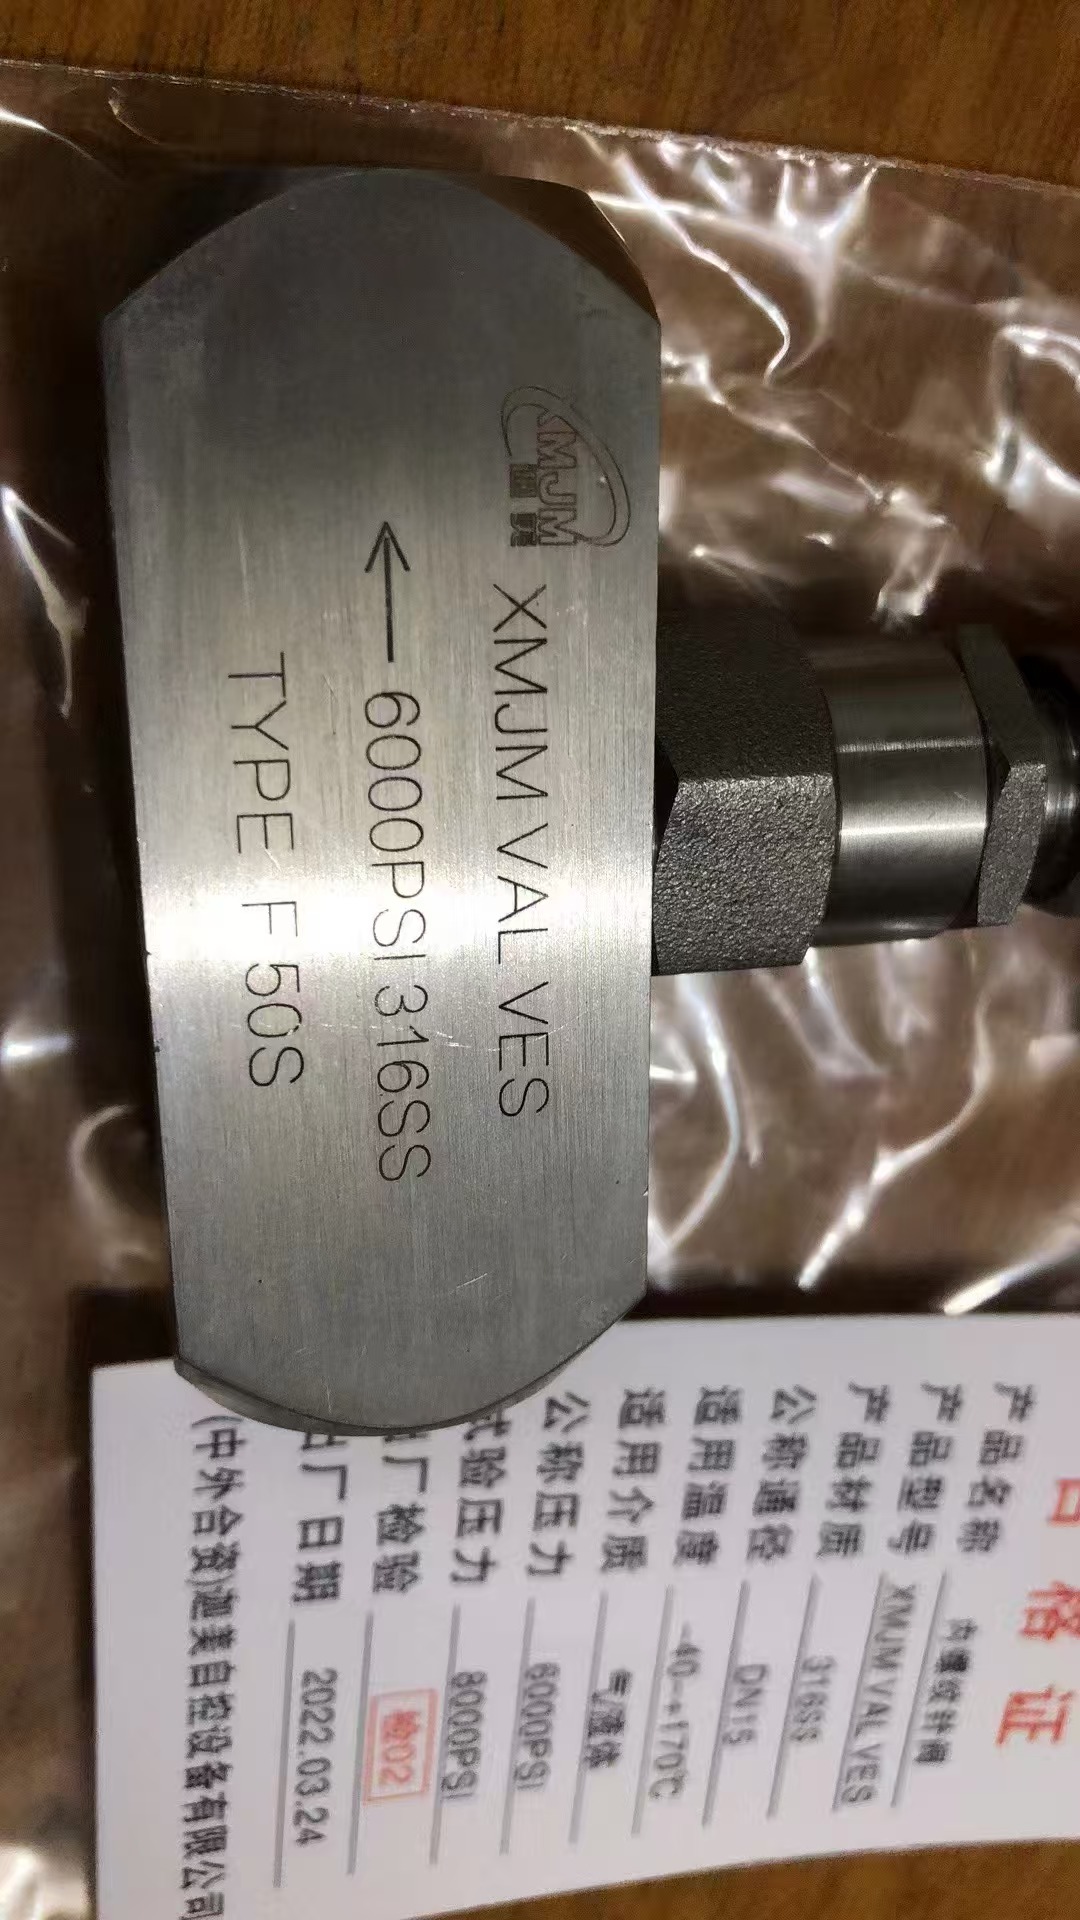 XMJM
XMJM VALVES
←6000PSI 316SS
TYPE F 50S
合格证
产品名称 内螺纹针阀
产品型号 XMJM VALVES
产品材质 316SS
公称通径 DN15
适用温度 -40-+170℃
适用介质 气/液体
公称压力 6000PSI
试验压力 8000PSI
出厂检验 检02
出厂日期 2022.03.24
(中外合资)迦美自控设备有限公司